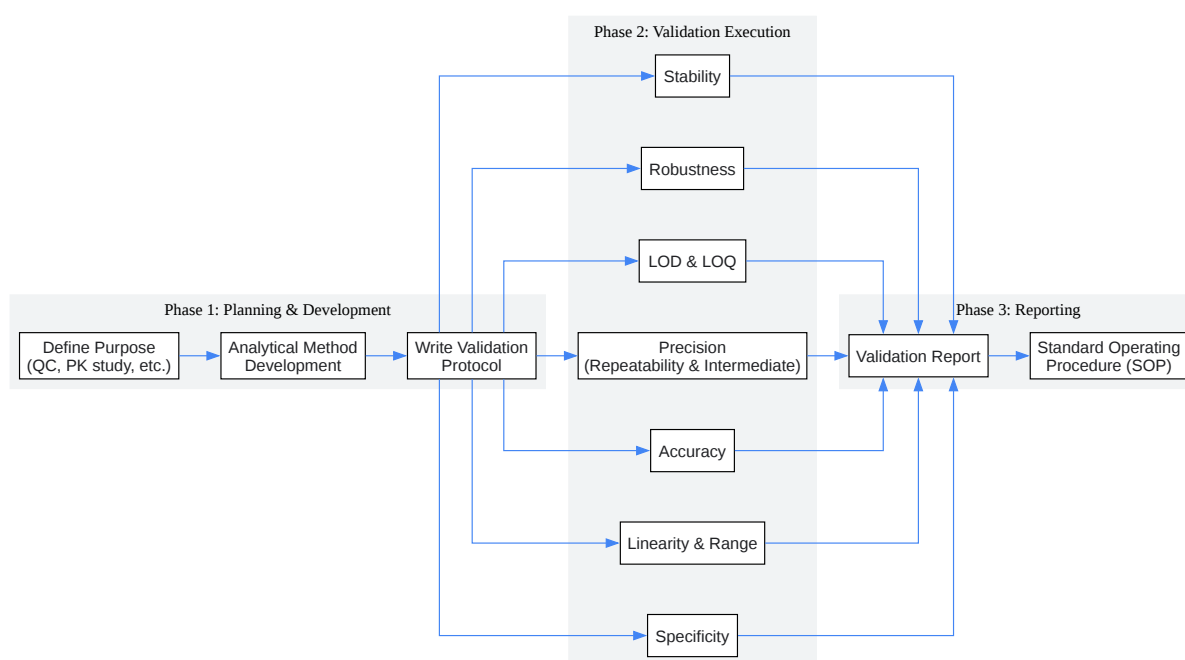 Phase 2: Validation Execution
Stability
Robustness
LOD & LOQ
Phase 1: Planning & Development
Phase 3: Reporting
Define Purpose
(QC, PK study, etc.)
Analytical Method
Development
Write Validation
Protocol
Precision
(Repeatability & Intermediate)
Validation Report
Standard Operating
Procedure (SOP)
Accuracy
Linearity & Range
Specificity